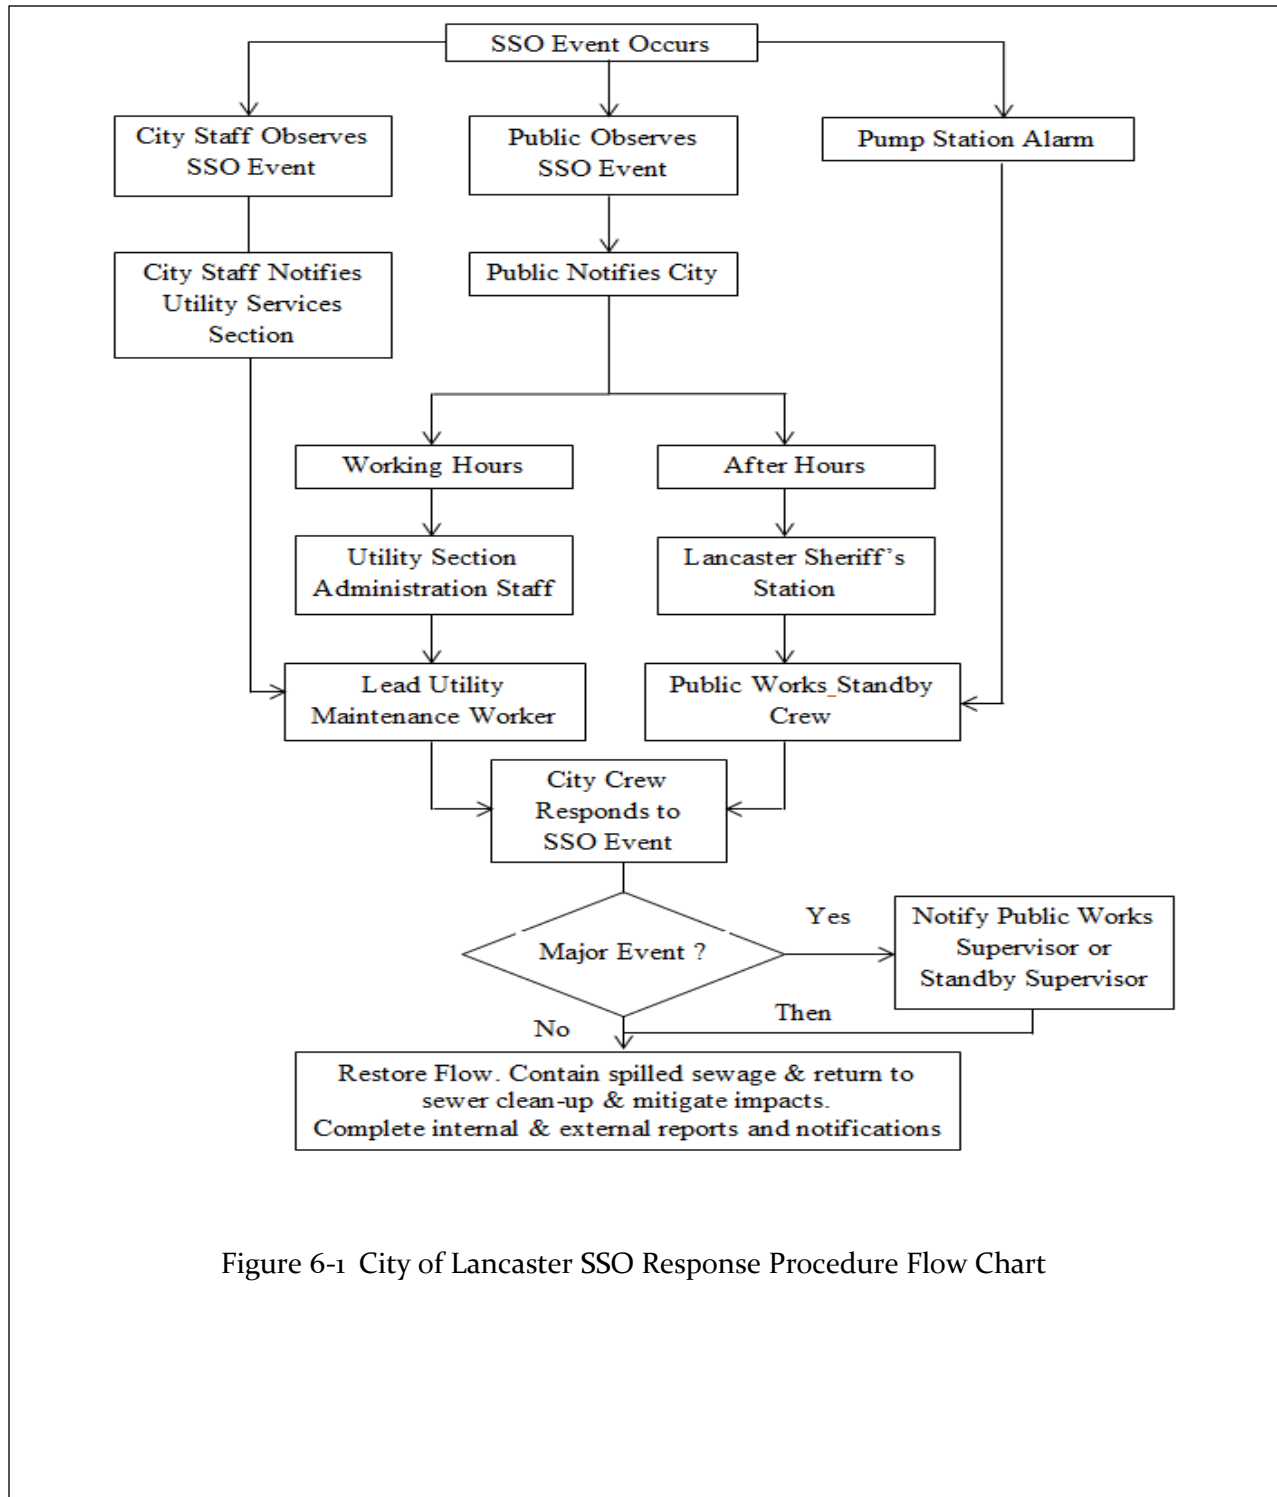 SSO Event Occurs
City Staff Observes
SSO Event
Public Observes
SSO Event
Pump Station Alarm
City Staff Notifies
Utility Services
Section
Public Notifies City
Working Hours
After Hours
Utility Section
Administration Staff
Lancaster Sheriff's
Station
Lead Utility
Maintenance Worker
Public Works_Standby
Crew
City Crew
Responds to
SSO Event
Major Event ?
Yes
Notify Public Works
Supervisor or
Standby Supervisor
Then
No
Restore Flow. Contain spilled sewage & return to
sewer clean-up & mitigate impacts.
Complete internal & external reports and notifications
Figure 6-1 City of Lancaster SSO Response Procedure Flow Chart